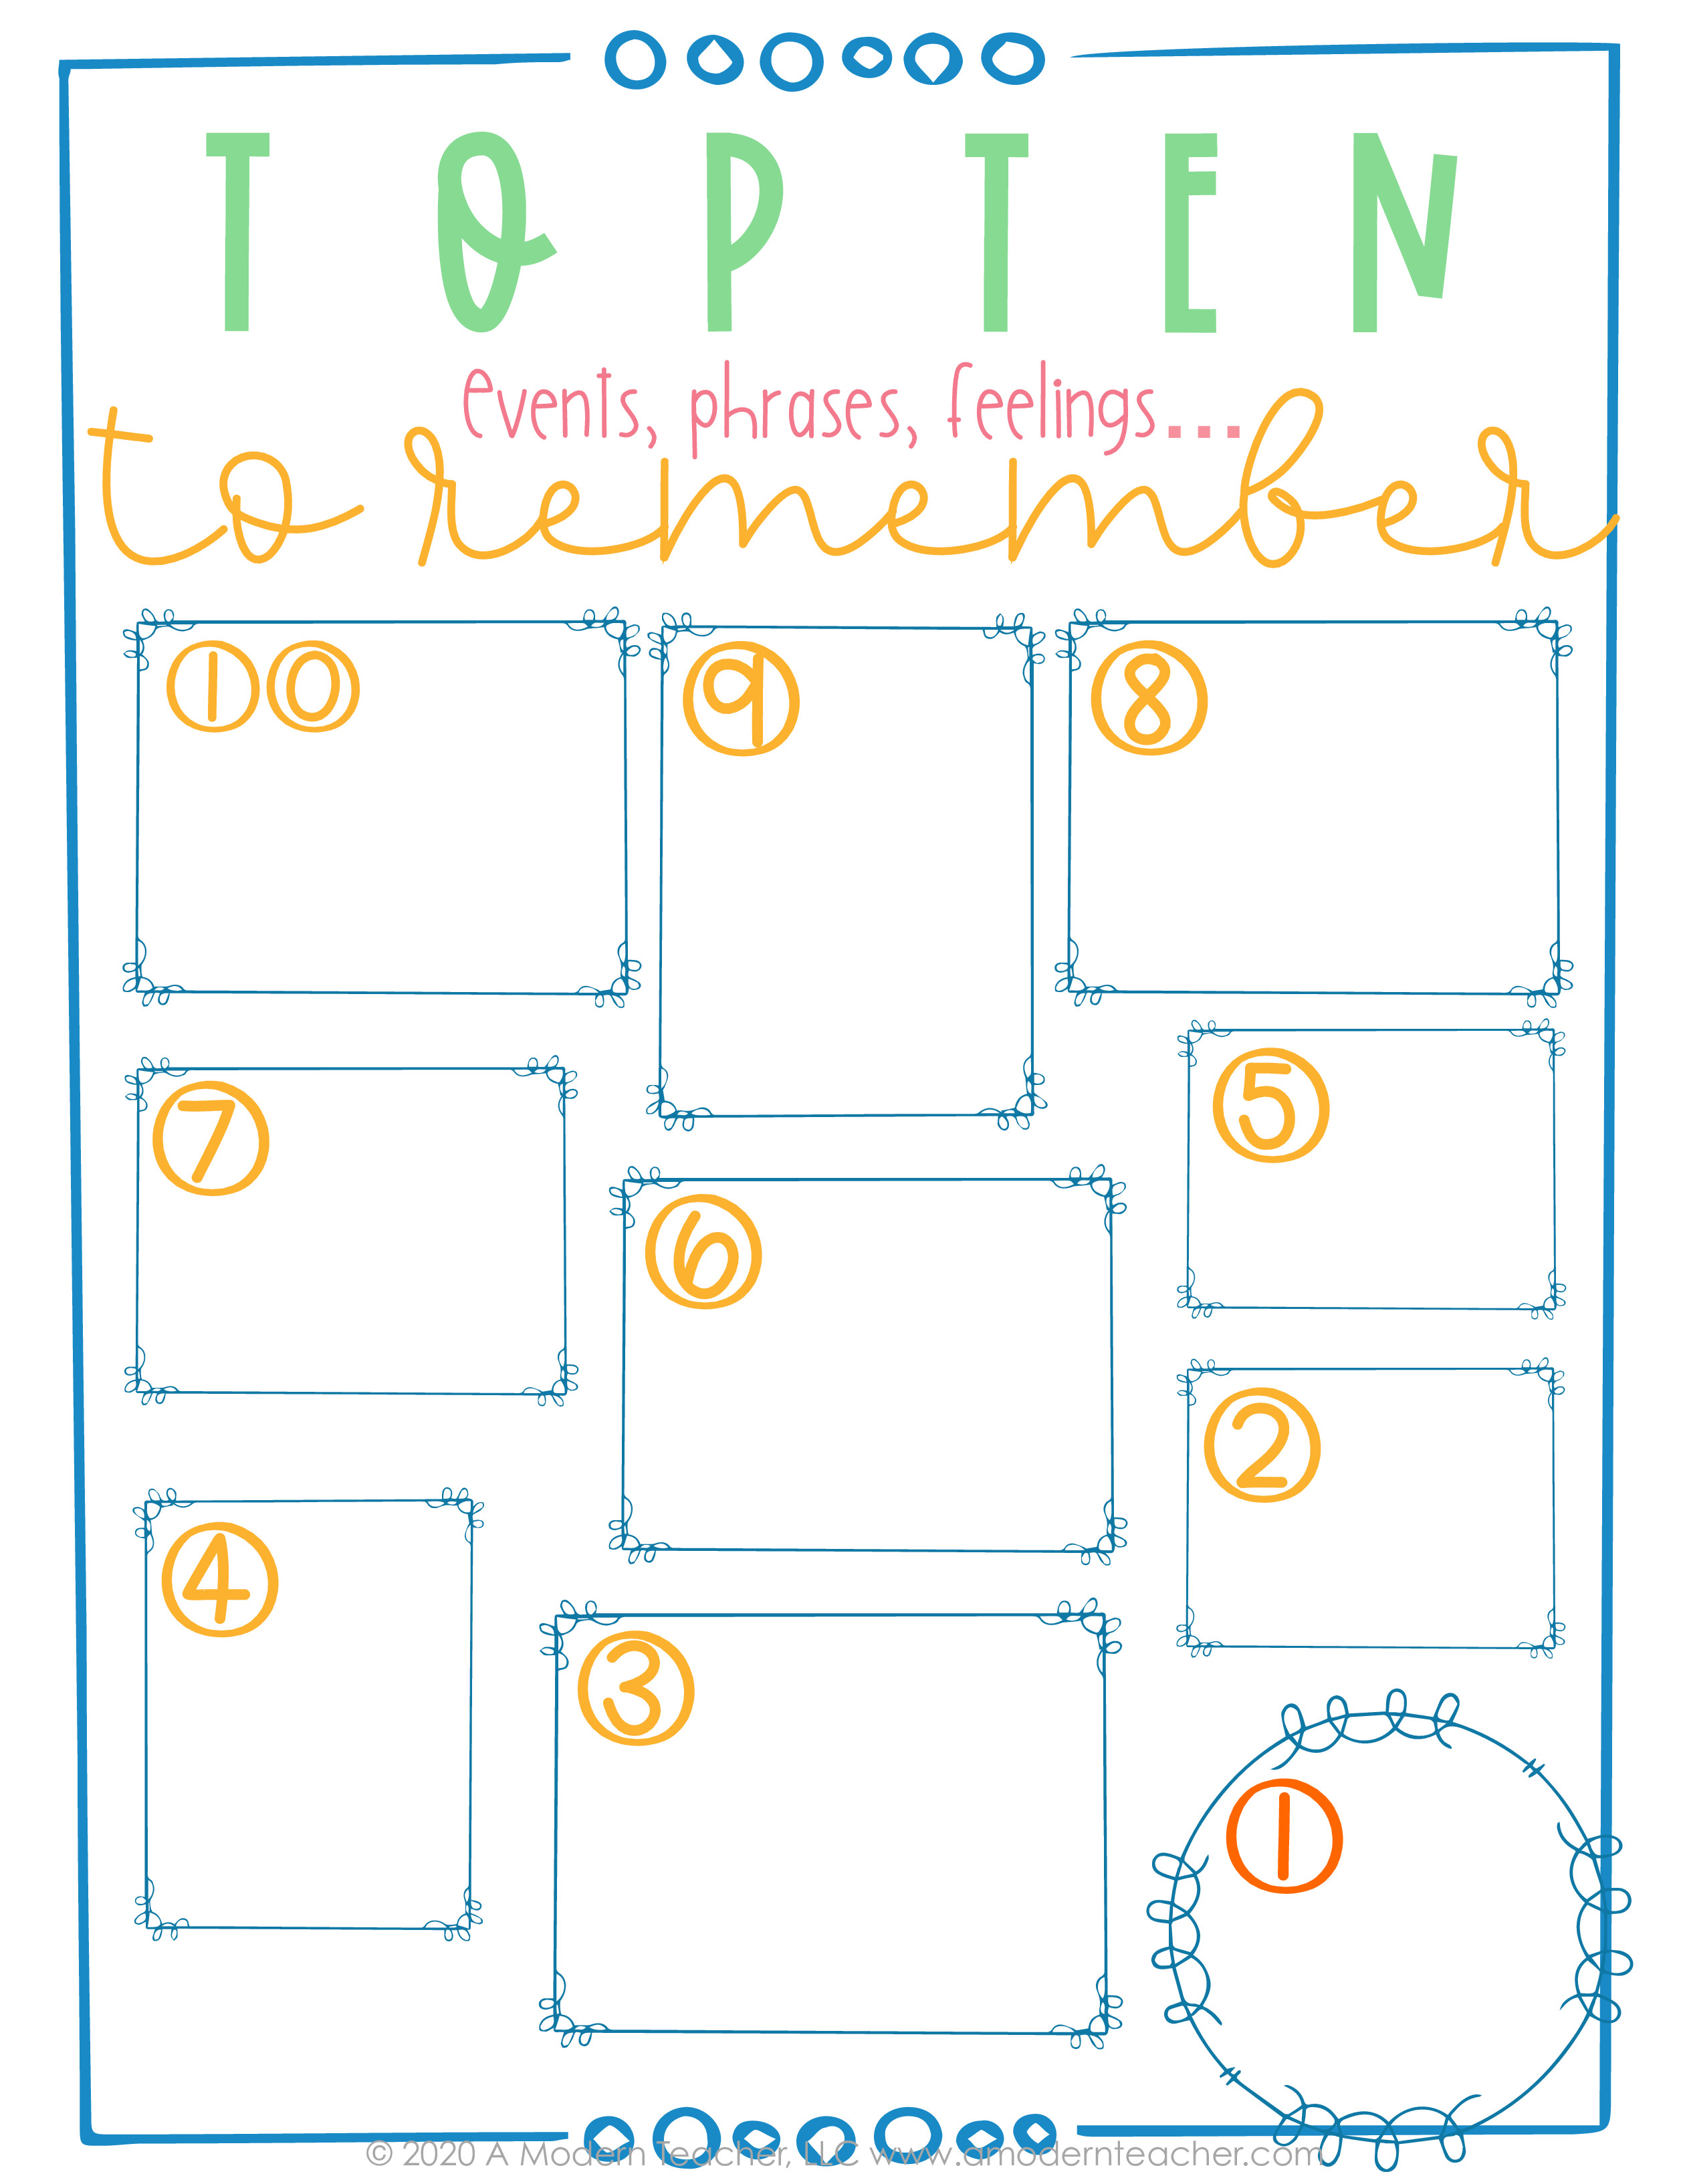 TOP TEN
events, phrases, feelings...
to remember
10
9
8
7
5
6
2
4
3
1
© 2020 A Modern Teacher, LLC www.amodernteacher.com